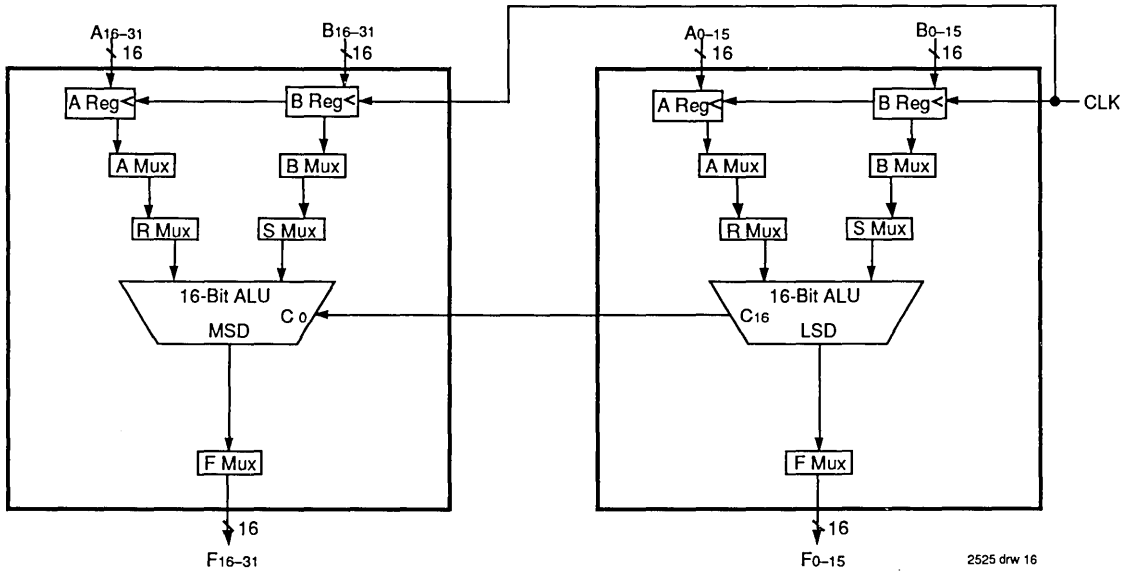 A16–31
B16–31
A0–15
B0–15
16
16
16
16
A Reg
B Reg
A Reg
B Reg
CLK
A Mux
B Mux
A Mux
B Mux
R Mux
S Mux
R Mux
S Mux
16-Bit ALU
16-Bit ALU
C0
C16
MSD
LSD
F Mux
F Mux
16
16
F16–31
F0–15
2525 drw 16